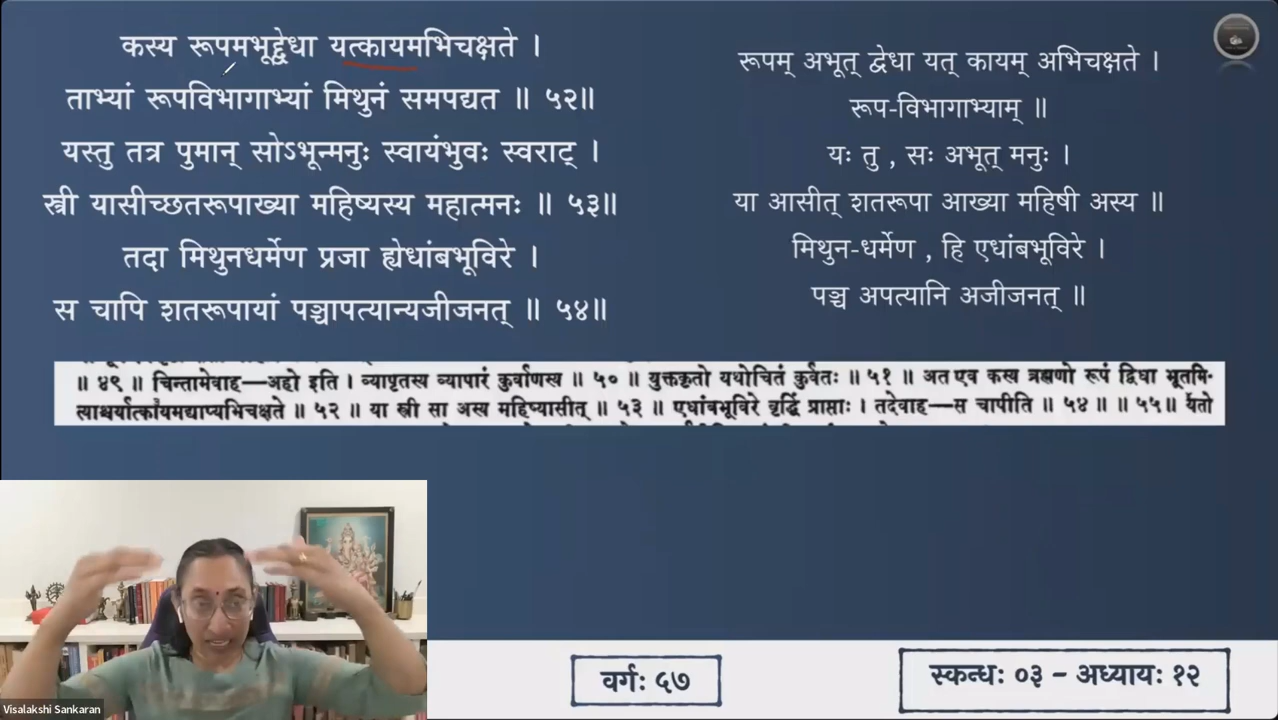 कस्य रूपमभूद्द्वेधा यत्कायमभिचक्षते ।
ताभ्यां रूपविभागाभ्यां मिथुनं समपद्यत ॥ ५२॥
यस्तु तत्र पुमान् सोऽभून्मनुः स्वायंभुवः स्वराट् ।
स्त्री यासीच्छतरूपाख्या महिष्यस्य महात्मनः ॥ ५३॥
तदा मिथुनधर्मेण प्रजा ह्येधांबभूविरे ।
स चापि शतरूपायां पञ्चापत्यान्यजीजनत् ॥ ५४॥
रूपम् अभूत् द्वेधा यत् कायम् अभिचक्षते ।
रूप-विभागाभ्याम् ॥
यः तु , सः अभूत् मनुः ।
या आसीत् शतरूपा आख्या महिषी अस्य ॥
मिथुन-धर्मेण , हि एधांबभूविरे ।
पञ्च अपत्यानि अजीजनत् ॥
॥ ४९ ॥ चिन्तामेवाह—अहो इति । व्यापृतस्य व्यापारं कुर्वाणस्य ॥ ५० ॥ युक्तकृतो यथोचितं कुर्वतः ॥ ५१ ॥ अत एव कस्य ब्रह्मणो रूपं द्विधा भूतमि-
त्याश्चर्यात्कायमद्याप्यभिचक्षते ॥ ५२ ॥ या स्त्री सा अस्य महिष्यासीत् ॥ ५३ ॥ एधांबभूविरे वृद्धिं प्राप्ताः । तदेवाह—स चापीति ॥ ५४ ॥ ॥ ५५ ॥ यतो
Visalakshi Sankaran
वर्गः ५७
स्कन्धः ०३ - अध्यायः १२